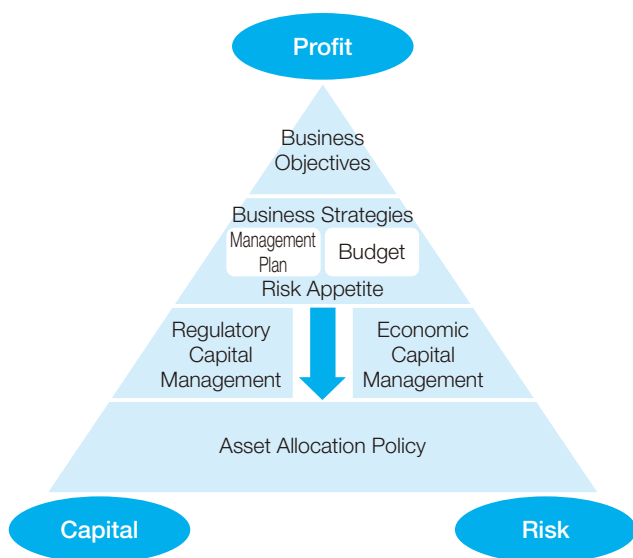 Profit
Business
Objectives
Business Strategies
Management
Plan
Budget
Risk Appetite
Regulatory
Capital
Management
Economic
Capital
Management
Asset Allocation Policy
Capital
Risk